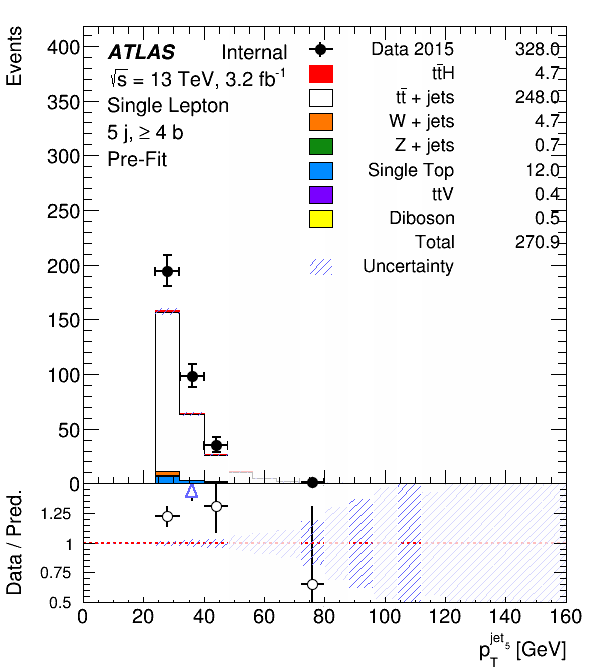 Events
400
350
300
250
200
150
100
50
0
ATLAS Internal
√s = 13 TeV, 3.2 fb⁻¹
Single Lepton
5 j, ≥ 4 b
Pre-Fit
Data 2015 328.0
tt̄H 4.7
tt̄ + jets 248.0
W + jets 4.7
Z + jets 0.7
Single Top 12.0
ttV 0.4
Diboson 0.5
Total 270.9
Uncertainty
Data / Pred.
1.25
1
0.75
0.5
0 20 40 60 80 100 120 140 160
p_T^{jet_5} [GeV]